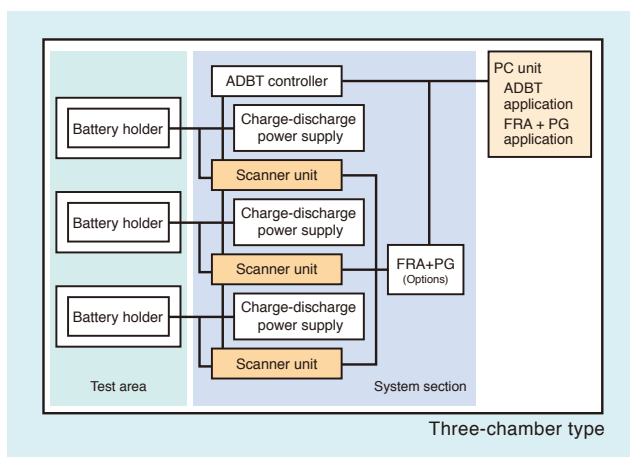 ADBT controller
PC unit
ADBT
application
FRA + PG
application
Battery holder
Charge-discharge
power supply
Scanner unit
Battery holder
Charge-discharge
power supply
Scanner unit
FRA+PG
(Options)
Battery holder
Charge-discharge
power supply
Scanner unit
Test area
System section
Three-chamber type